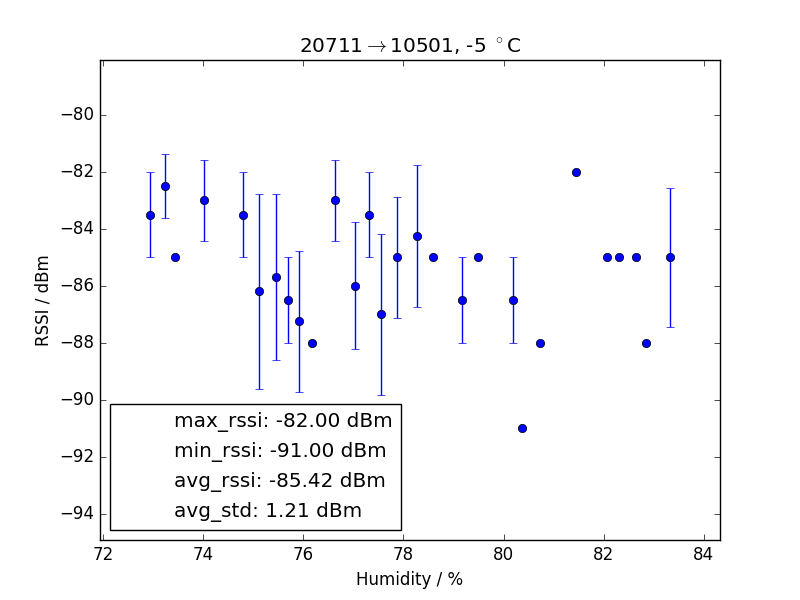 20711→10501, -5 °C
RSSI / dBm
−80
−82
−84
−86
−88
−90
−92
−94
max_rssi: -82.00 dBm
min_rssi: -91.00 dBm
avg_rssi: -85.42 dBm
avg_std: 1.21 dBm
72 74 76 78 80 82 84
Humidity / %